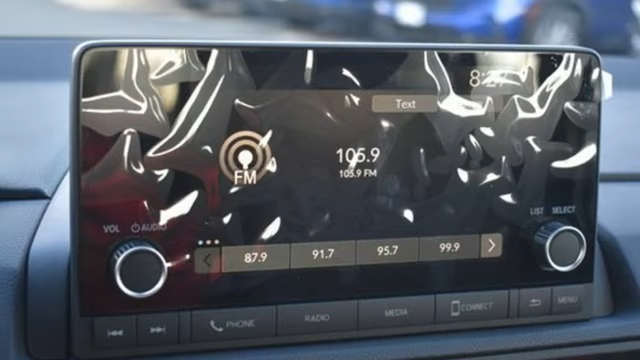 8:27
Text
105.9
FM
105.9 FM
LIST SELECT
VOL AUDIO
87.9 91.7 95.7 99.9
PHONE RADIO MEDIA CONNECT MENU